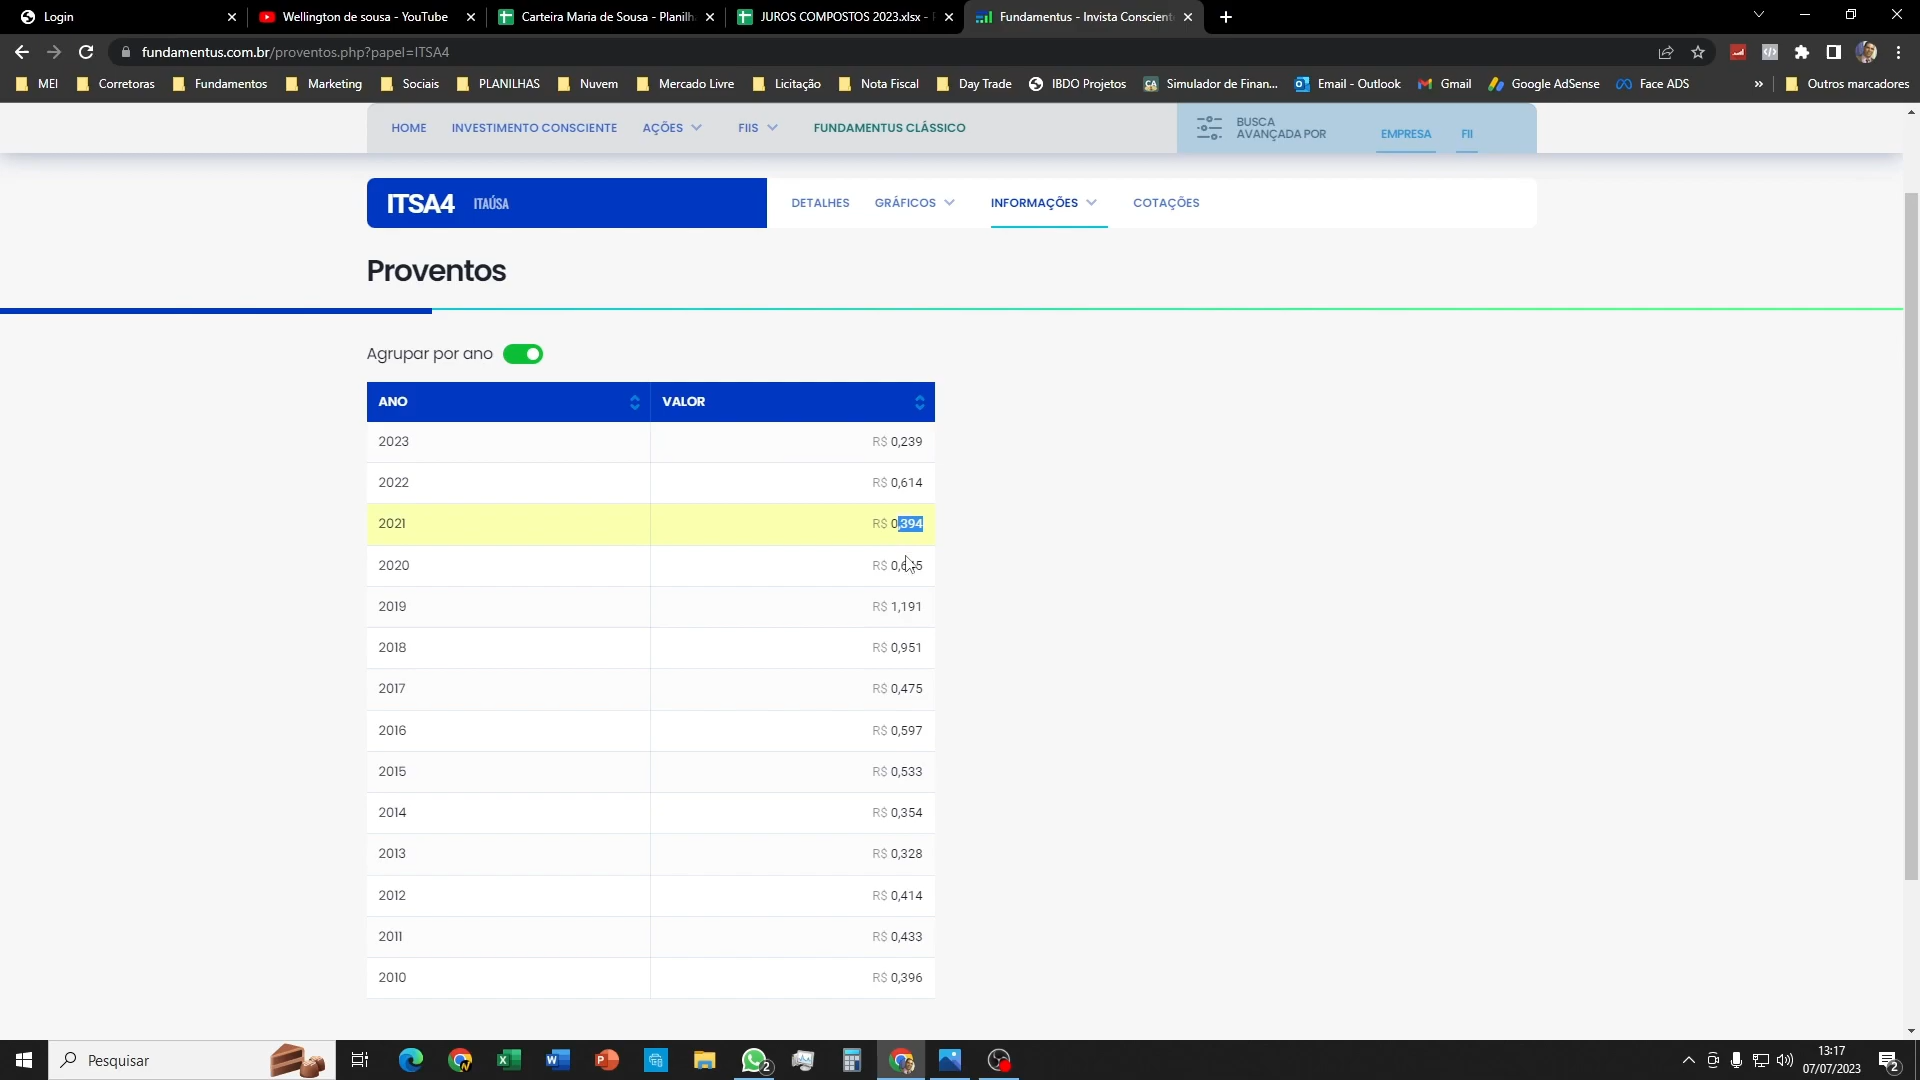 Login
Wellington de sousa - YouTube
Carteira Maria de Sousa - Planilh
JUROS COMPOSTOS 2023.xlsx -
Fundamentus - Invista Conscient
fundamentus.com.br/proventos.php?papel=ITSA4
MEI
Corretoras
Fundamentos
Marketing
Sociais
PLANILHAS
Nuvem
Mercado Livre
Licitação
Nota Fiscal
Day Trade
IBDO Projetos
Simulador de Finan...
Email - Outlook
Gmail
Google AdSense
Face ADS
»
Outros marcadores
HOME
INVESTIMENTO CONSCIENTE
AÇÕES
FIIS
FUNDAMENTUS CLÁSSICO
BUSCA
AVANÇADA POR
EMPRESA
FII
ITSA4 ITAÚSA
DETALHES
GRÁFICOS
INFORMAÇÕES
COTAÇÕES
Proventos
Agrupar por ano
ANO VALOR
2023 R$ 0,239
2022 R$ 0,614
2021 R$ 0,394
2020 R$
2019 R$ 1,191
2018 R$ 0,951
2017 R$ 0,475
2016 R$ 0,597
2015 R$ 0,533
2014 R$ 0,354
2013 R$ 0,328
2012 R$ 0,414
2011 R$ 0,433
2010 R$ 0,396
Pesquisar
2
13:17
07/07/2023
2